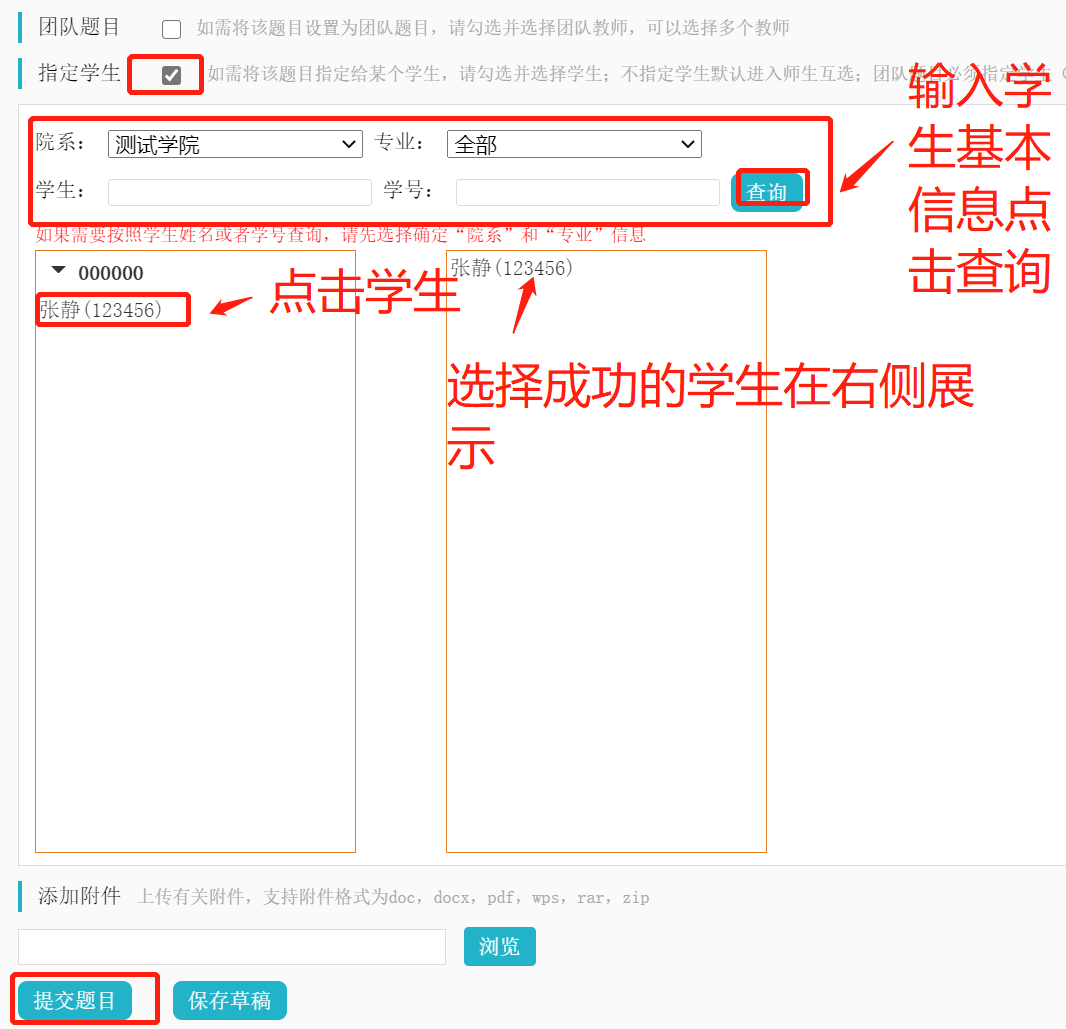 团队题目 如需将该题目设置为团队题目，请勾选并选择团队教师，可以选择多个教师
指定学生 如需将该题目指定给某个学生，请勾选并选择学生；不指定学生默认进入师生互选；团队题目必须指定学生（
输入学
生基本
信息点
击查询
院系： 测试学院 专业： 全部
学生： 学号： 查询
如果需要按照学生姓名或者学号查询，请先选择确定“院系”和“专业”信息
000000
张静(123456)
点击学生
张静(123456)
选择成功的学生在右侧展
示
添加附件 上传有关附件，支持附件格式为doc，docx，pdf，wps，rar，zip
浏览
提交题目 保存草稿